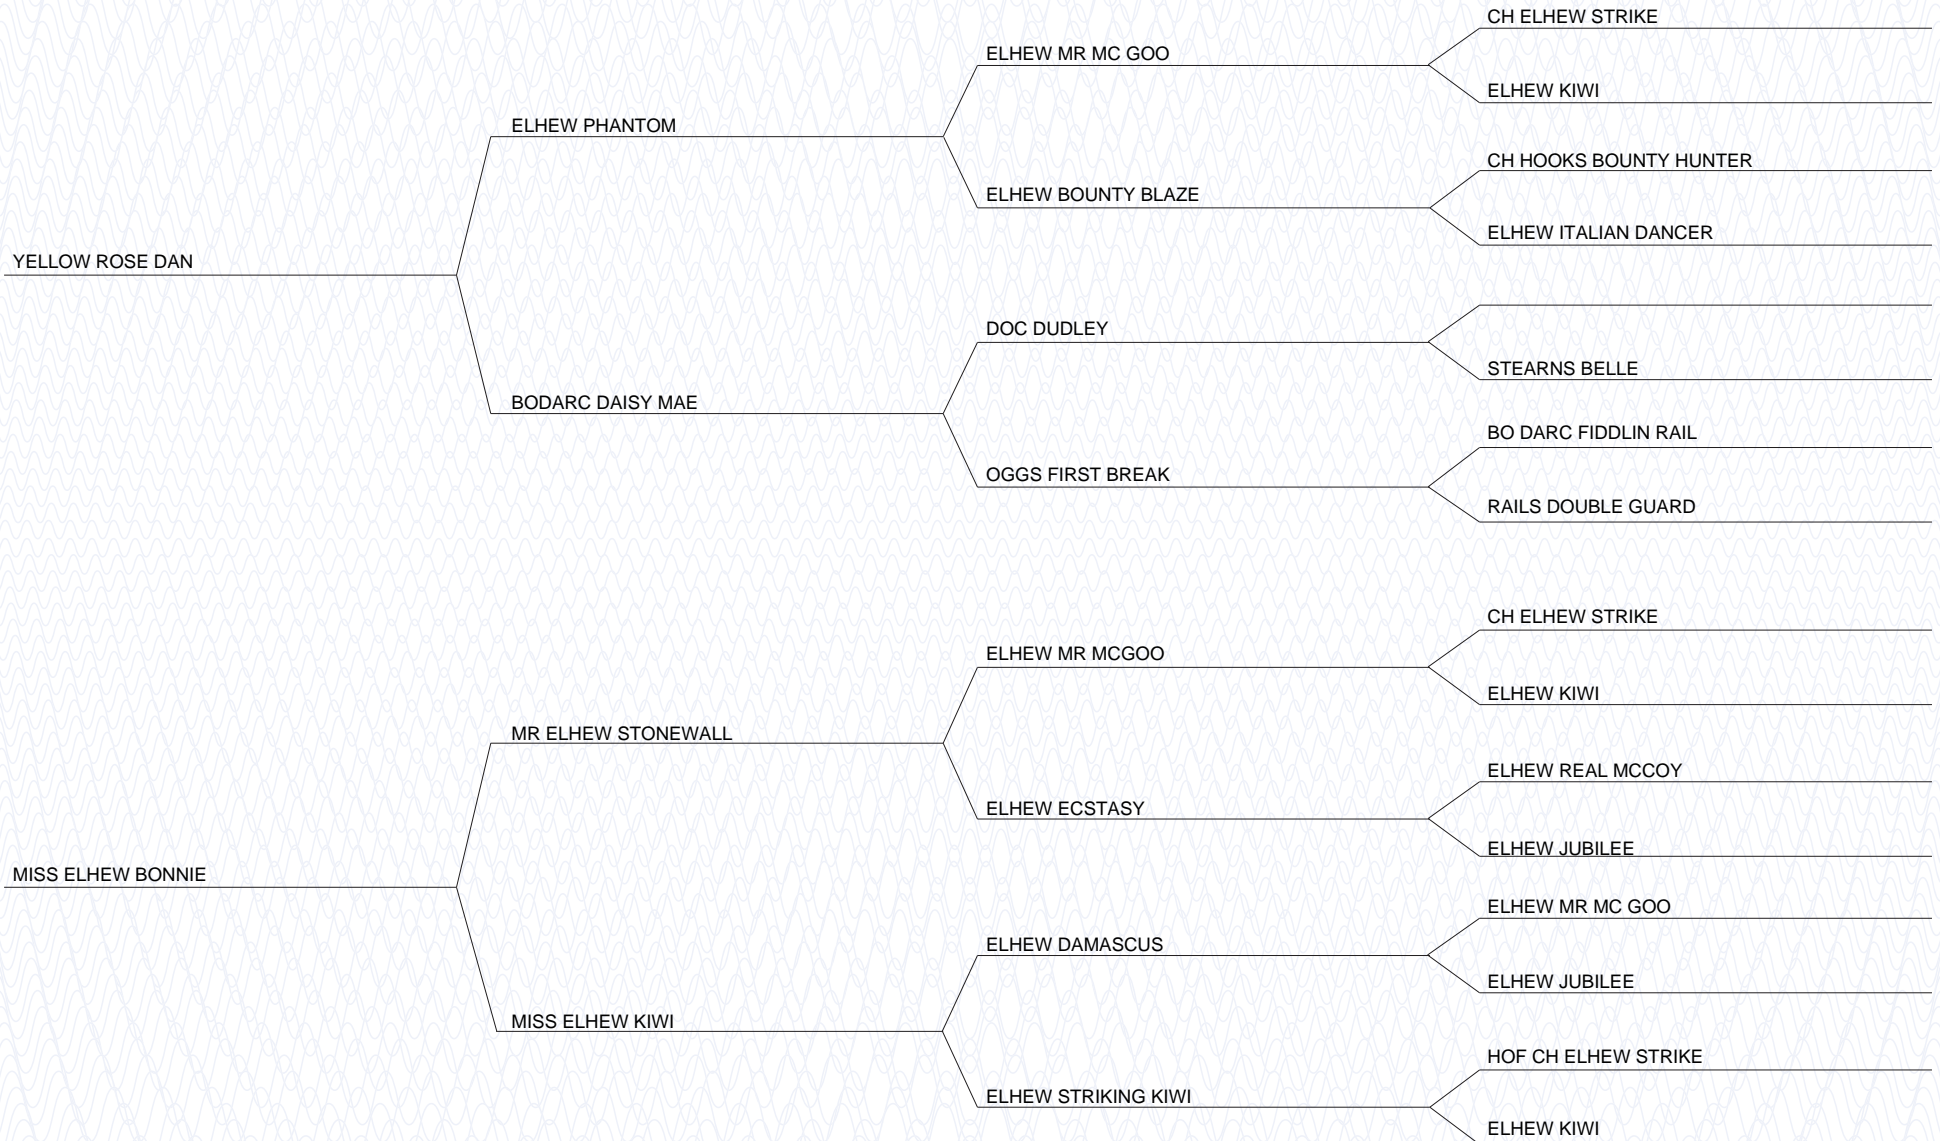 CH ELHEW STRIKE
ELHEW MR MC GOO
ELHEW KIWI
ELHEW PHANTOM
CH HOOKS BOUNTY HUNTER
ELHEW BOUNTY BLAZE
ELHEW ITALIAN DANCER
YELLOW ROSE DAN
DOC DUDLEY
STEARNS BELLE
BODARC DAISY MAE
BO DARC FIDDLIN RAIL
OGGS FIRST BREAK
RAILS DOUBLE GUARD
CH ELHEW STRIKE
ELHEW MR MCGOO
ELHEW KIWI
MR ELHEW STONEWALL
ELHEW REAL MCCOY
ELHEW ECSTASY
ELHEW JUBILEE
MISS ELHEW BONNIE
ELHEW MR MC GOO
ELHEW DAMASCUS
ELHEW JUBILEE
MISS ELHEW KIWI
HOF CH ELHEW STRIKE
ELHEW STRIKING KIWI
ELHEW KIWI